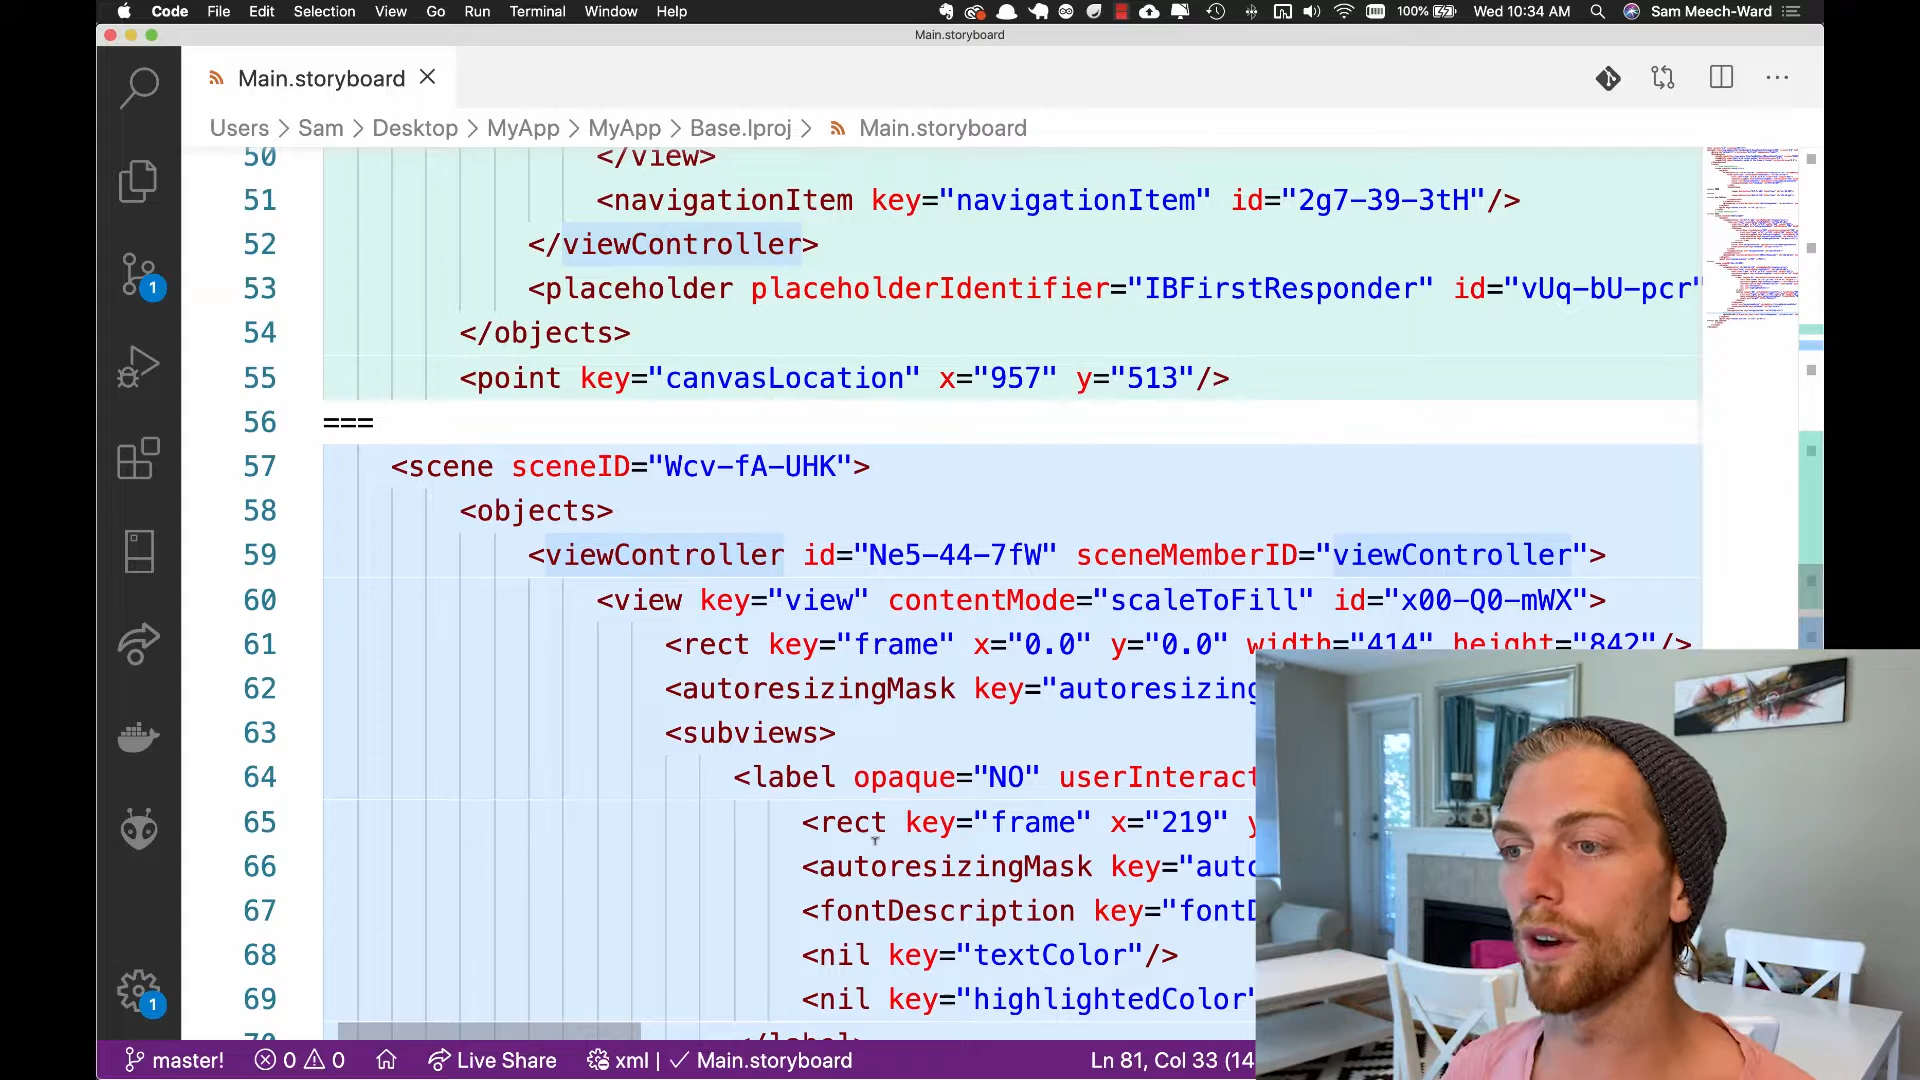 Code File Edit Selection View Go Run Terminal Window Help 100% Wed 10:34 AM Sam Meech-Ward
Main.storyboard
Main.storyboard
Users > Sam > Desktop > MyApp > MyApp > Base.lproj > Main.storyboard
50 </view>
51 <navigationItem key="navigationItem" id="2g7-39-3tH"/>
52 </viewController>
53 <placeholder placeholderIdentifier="IBFirstResponder" id="vUq-bU-pcr"
54 </objects>
55 <point key="canvasLocation" x="957" y="513"/>
56 ===
57 <scene sceneID="Wcv-fA-UHK">
58 <objects>
59 <viewController id="Ne5-44-7fW" sceneMemberID="viewController">
60 <view key="view" contentMode="scaleToFill" id="x00-Q0-mWX">
61 <rect key="frame" x="0.0" y="0.0" width="414" height="842"/>
62 <autoresizingMask key="autoresizing
63 <subviews>
64 <label opaque="NO" userInteract
65 <rect key="frame" x="219" y
66 <autoresizingMask key="auto
67 <fontDescription key="fontD
68 <nil key="textColor"/>
69 <nil key="highlightedColor"
70 </label>
1
1
master! 0 0 Live Share xml | ✓ Main.storyboard Ln 81, Col 33 (14